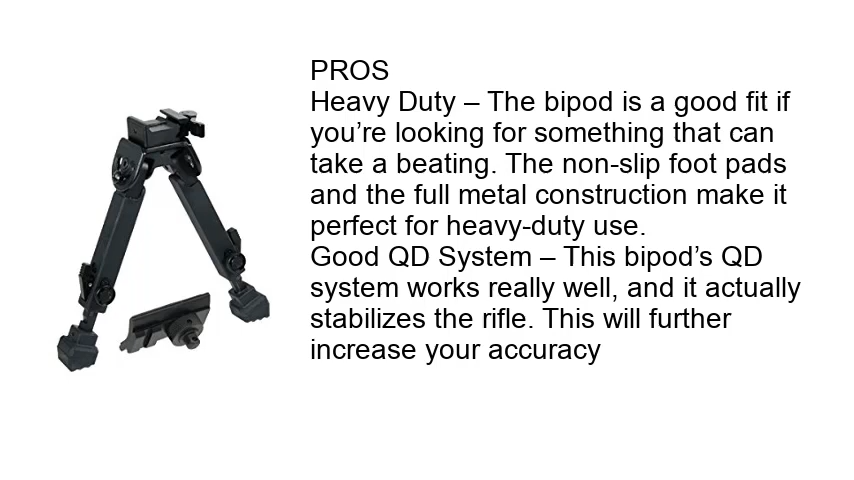 PROS
Heavy Duty – The bipod is a good fit if
you’re looking for something that can
take a beating. The non-slip foot pads
and the full metal construction make it
perfect for heavy-duty use.
Good QD System – This bipod’s QD
system works really well, and it actually
stabilizes the rifle. This will further
increase your accuracy